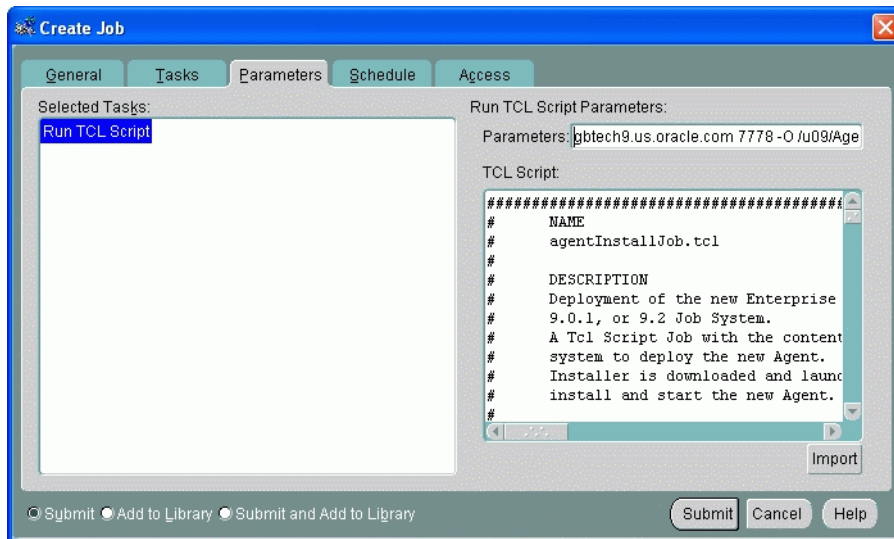 Create Job
General Tasks Parameters Schedule Access
Selected Tasks:
Run TCL Script
Run TCL Script Parameters:
Parameters: gbtech9.us.oracle.com 7778 -O /u09/Age
TCL Script:
########################################
# NAME
# agentInstallJob.tcl
#
# DESCRIPTION
# Deployment of the new Enterprise
# 9.0.1, or 9.2 Job System.
# A Tcl Script Job with the content
# system to deploy the new Agent.
# Installer is downloaded and launc
# install and start the new Agent.
#
Import
Submit Add to Library Submit and Add to Library
Submit Cancel Help